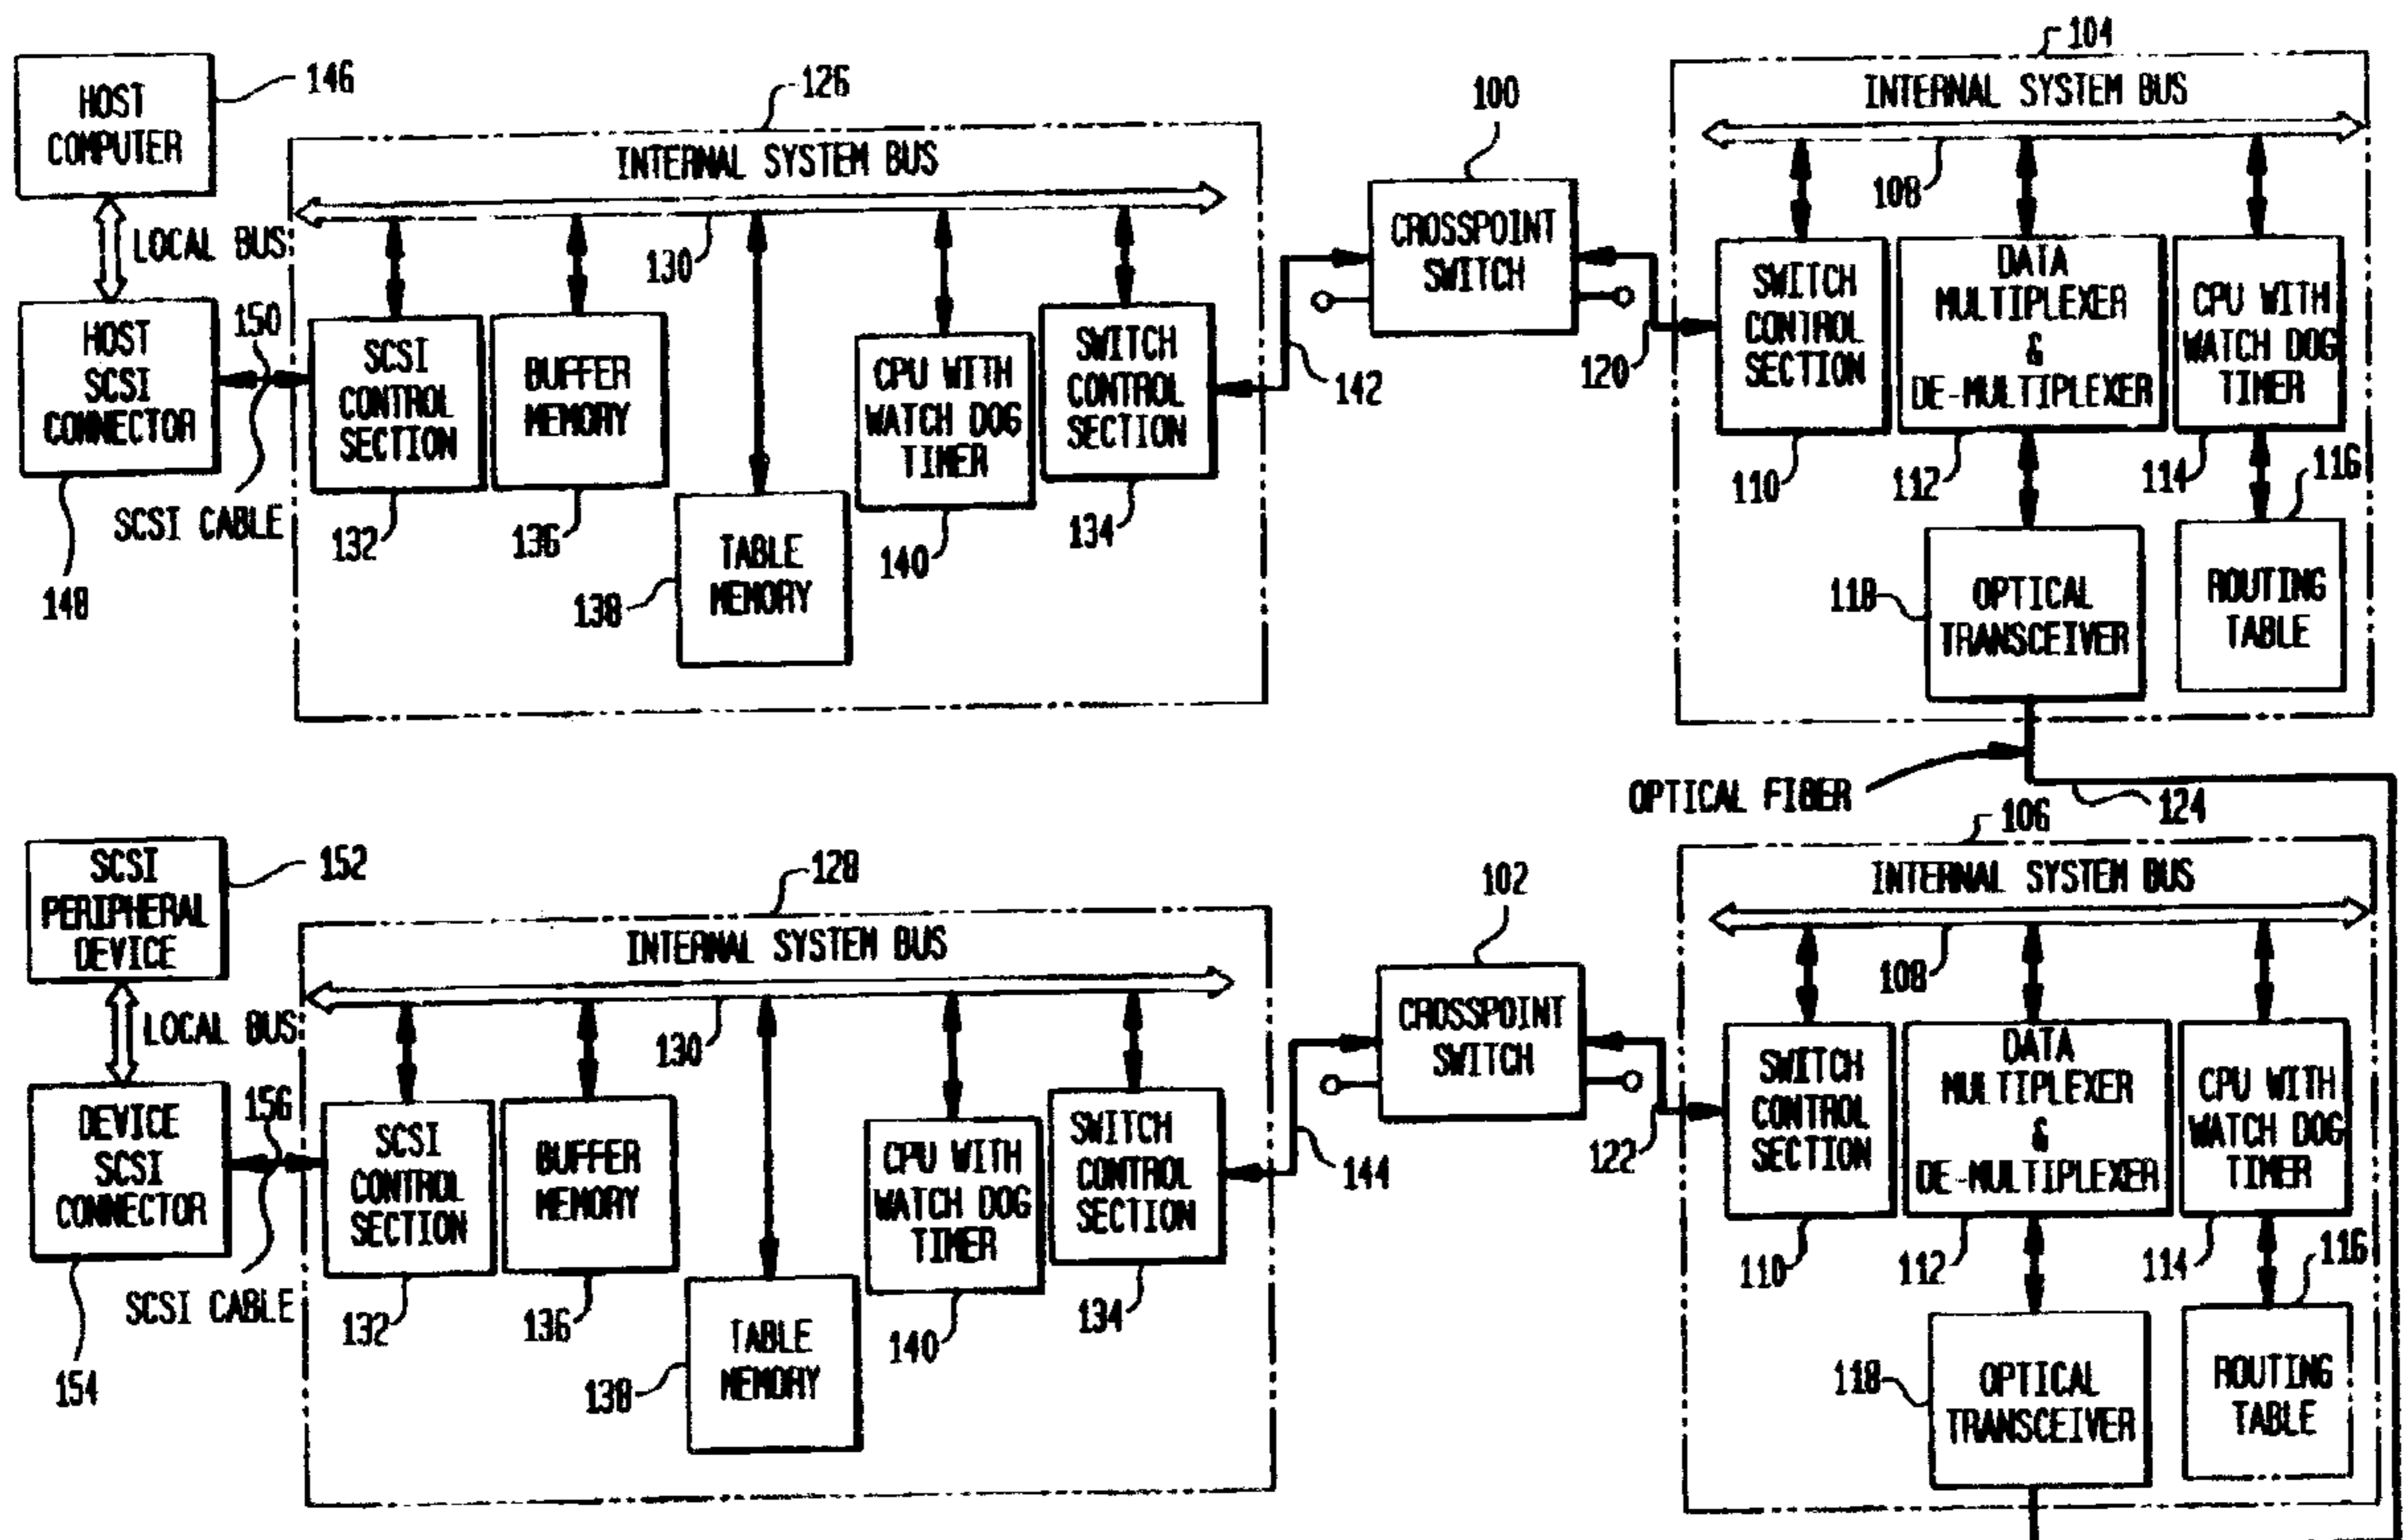 104
INTERNAL SYSTEM BUS
108
100
126
INTERNAL SYSTEM BUS
130
146
HOST
COMPUTER
LOCAL BUS
HOST
SCSI
CONNECTOR
148
150
SCSI CABLE
SCSI
CONTROL
SECTION
132
BUFFER
MEMORY
136
TABLE
MEMORY
138
CPU WITH
WATCH DOG
TIMER
140
SWITCH
CONTROL
SECTION
134
142
CROSSPOINT
SWITCH
120
SWITCH
CONTROL
SECTION
110
DATA
MULTIPLEXER
&
DE-MULTIPLEXER
112
CPU WITH
WATCH DOG
TIMER
114
116
118
OPTICAL
TRANSCEIVER
ROUTING
TABLE
OPTICAL FIBER
124
106
INTERNAL SYSTEM BUS
108
102
128
INTERNAL SYSTEM BUS
130
152
SCSI
PERIPHERAL
DEVICE
LOCAL BUS
DEVICE
SCSI
CONNECTOR
154
156
SCSI CABLE
SCSI
CONTROL
SECTION
132
BUFFER
MEMORY
136
TABLE
MEMORY
138
CPU WITH
WATCH DOG
TIMER
140
SWITCH
CONTROL
SECTION
134
144
CROSSPOINT
SWITCH
122
SWITCH
CONTROL
SECTION
110
DATA
MULTIPLEXER
&
DE-MULTIPLEXER
112
CPU WITH
WATCH DOG
TIMER
114
116
118
OPTICAL
TRANSCEIVER
ROUTING
TABLE